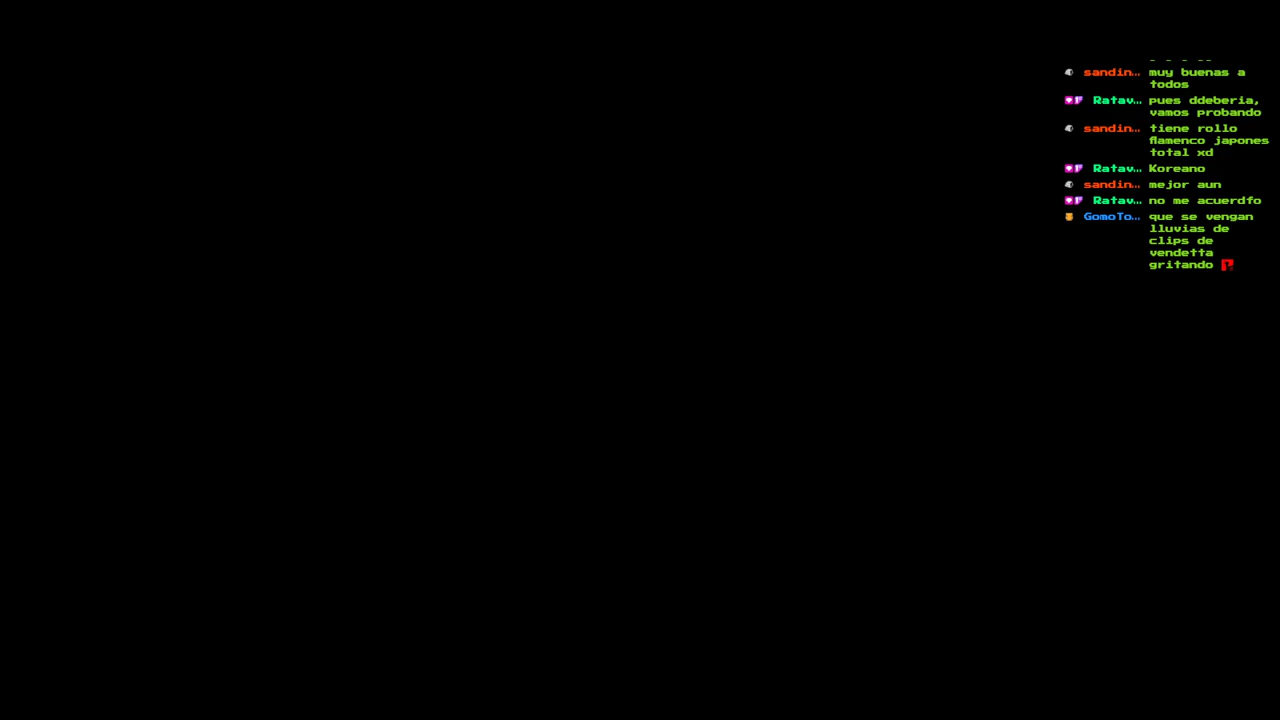 sandin… muy buenas a
todos
Ratav… pues ddeberia,
vamos probando
sandin… tiene rollo
flamenco japones
total xd
Ratav… Koreano
sandin… mejor aun
Ratav… no me acuerdfo
GomoTo… que se vengan
lluvias de
clips de
vendetta
gritando